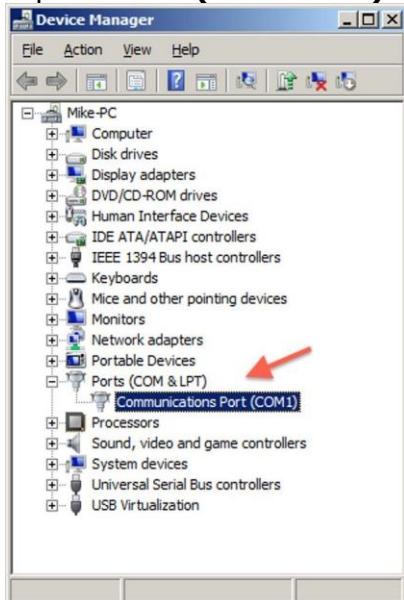 Device Manager
File Action View Help
Mike-PC
Computer
Disk drives
Display adapters
DVD/CD-ROM drives
Human Interface Devices
IDE ATA/ATAPI controllers
IEEE 1394 Bus host controllers
Keyboards
Mice and other pointing devices
Monitors
Network adapters
Portable Devices
Ports (COM & LPT)
Communications Port (COM1)
Processors
Sound, video and game controllers
System devices
Universal Serial Bus controllers
USB Virtualization